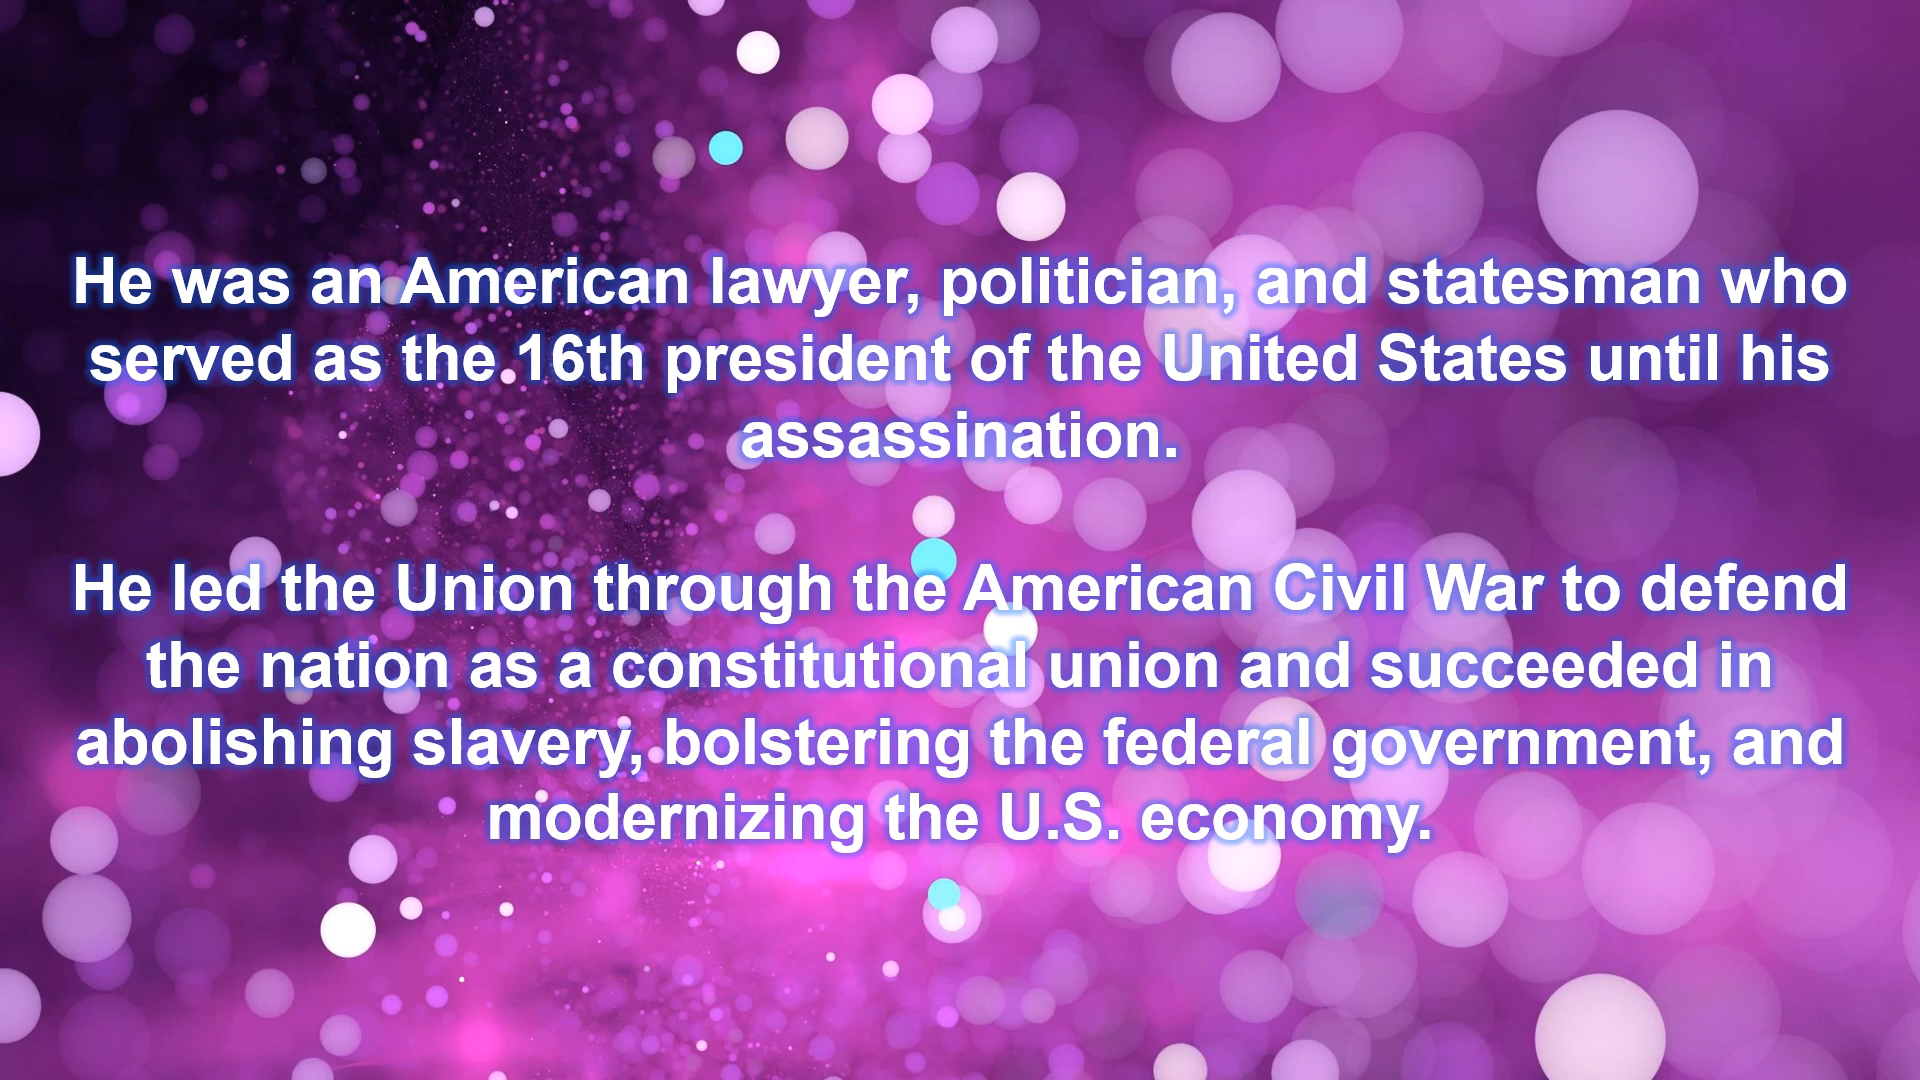 He was an American lawyer, politician, and statesman who
served as the 16th president of the United States until his
assassination.
He led the Union through the American Civil War to defend
the nation as a constitutional union and succeeded in
abolishing slavery, bolstering the federal government, and
modernizing the U.S. economy.